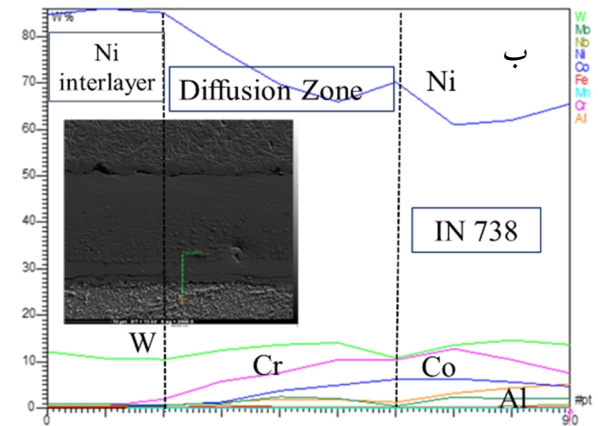 W%
80
70
60
50
40
30
20
10
0
Ni
interlayer
Diffusion Zone
Ni
ب
IN 738
W
Cr
Co
Al
0
90
#pt
W
Mo
Nb
Ni
Co
Fe
Mn
Cr
Al